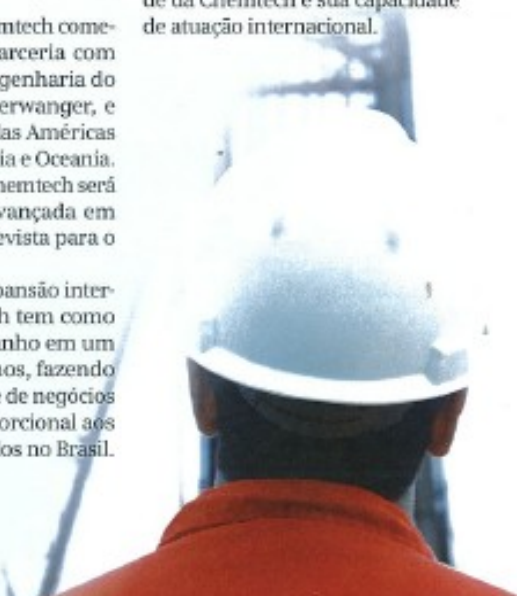 mtech come-
arceria com
genharia do
erwanger, e
las Américas
ia e Oceania.
hemtech será
vançada em
evista para o
pansão inter-
h tem como
nho em um
nos, fazendo
e de negócios
orcional aos
dos no Brasil.
de da Chemtech e sua capacidade
de atuação internacional.